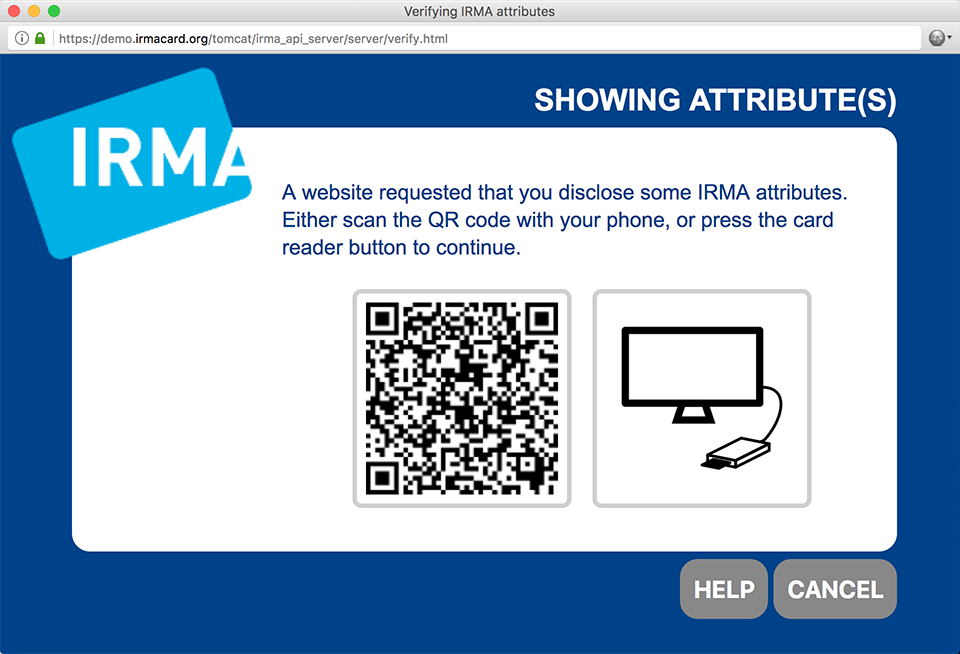 Verifying IRMA attributes
https://demo.irmacard.org/tomcat/irma_api_server/server/verify.html
SHOWING ATTRIBUTE(S)
IRMA
A website requested that you disclose some IRMA attributes.
Either scan the QR code with your phone, or press the card
reader button to continue.
HELP CANCEL